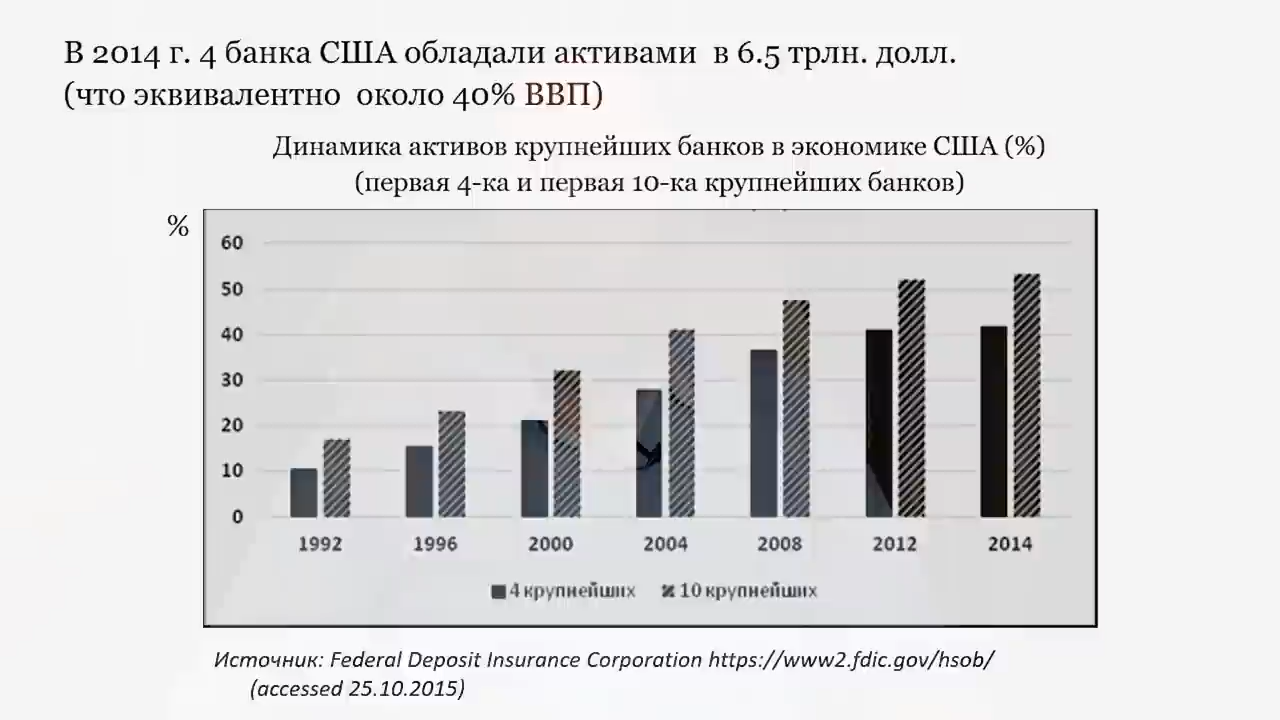 В 2014 г. 4 банка США обладали активами в 6.5 трлн. долл.
(что эквивалентно около 40% ВВП)
Динамика активов крупнейших банков в экономике США (%)
(первая 4-ка и первая 10-ка крупнейших банков)
%
60
50
40
30
20
10
0
1992 1996 2000 2004 2008 2012 2014
4 крупнейших 10 крупнейших
Источник: Federal Deposit Insurance Corporation https://www2.fdic.gov/hsob/
(accessed 25.10.2015)